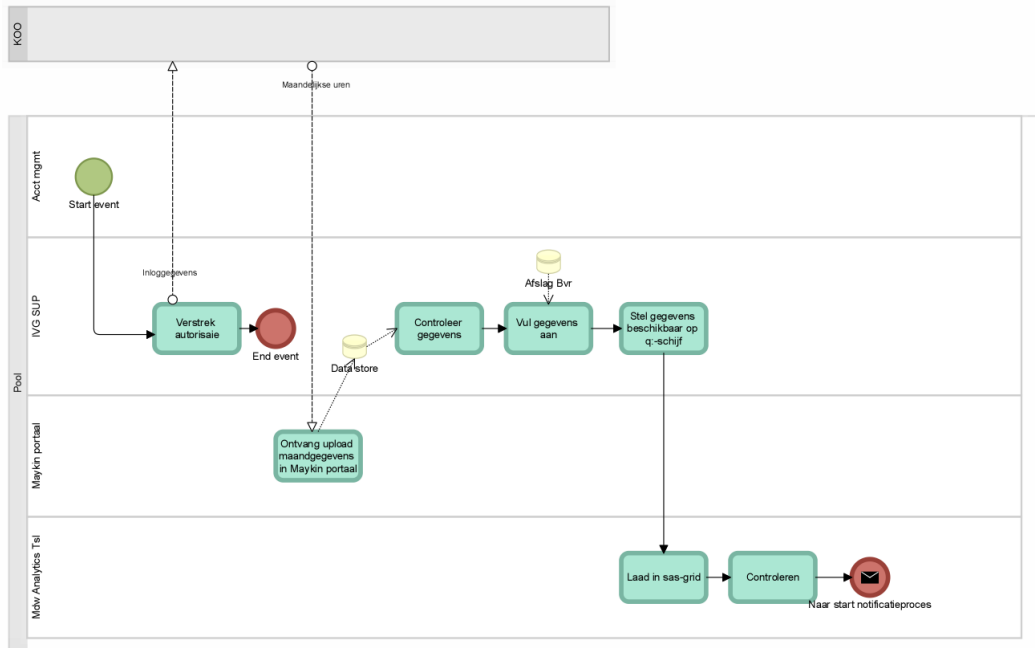 KOO
Maandelijkse uren
Pool
Acct mgmt
Start event
IVG SUP
Inloggegevens
Verstrek
autorisaie
End event
Data store
Controleer
gegevens
Afslag Bvr
Vul gegevens
aan
Stel gegevens
beschikbaar op
q:-schijf
Maykin portaal
Ontvang upload
maandgegevens
in Maykin portaal
Mdw Analytics Tsl
Laad in sas-grid
Controleren
Naar start notificatieproces